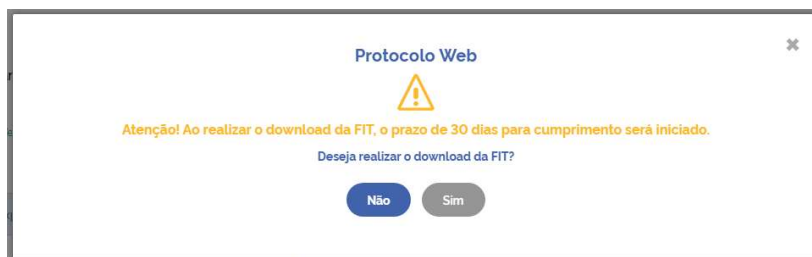 Protocolo Web
Atenção! Ao realizar o download da FIT, o prazo de 30 dias para cumprimento será iniciado.
Deseja realizar o download da FIT?
Não
Sim